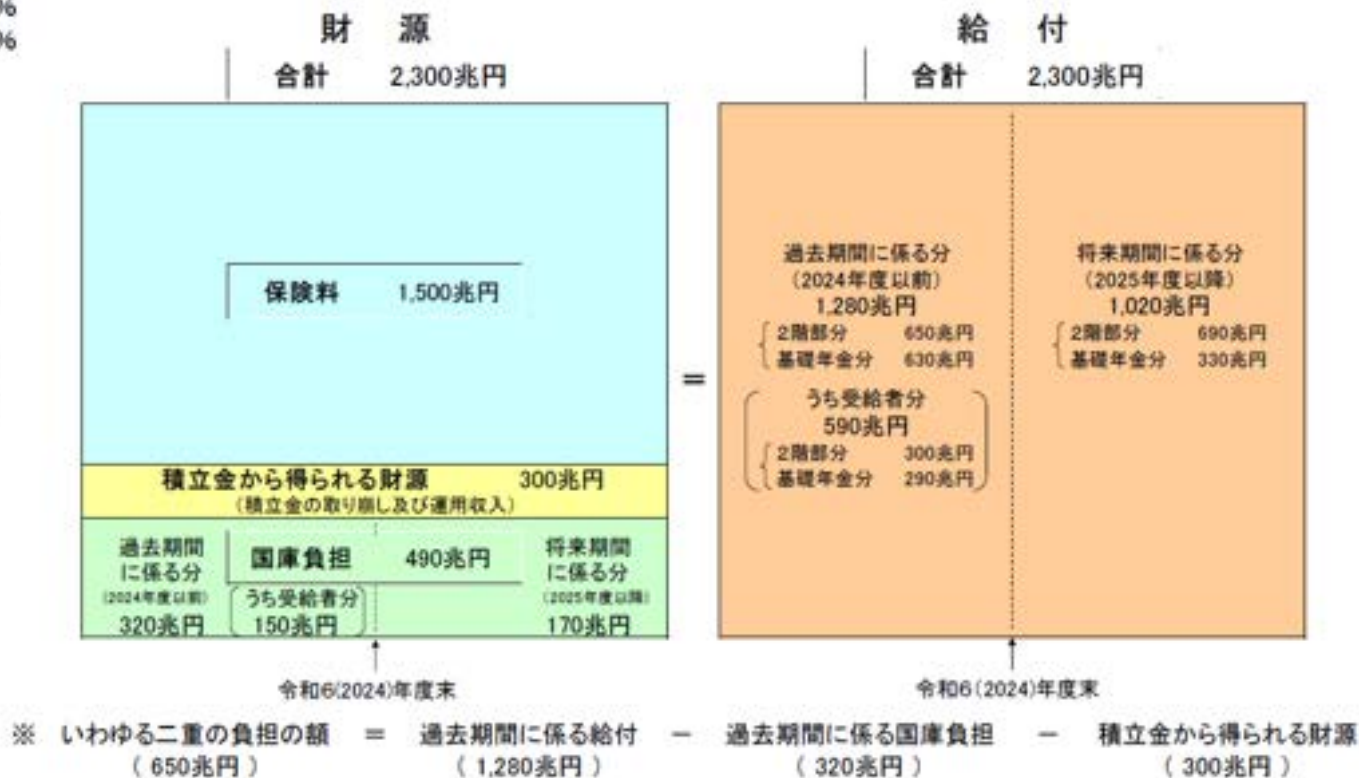 %
%
財 源
合計 2,300兆円
保険料 1,500兆円
積立金から得られる財源 300兆円
(積立金の取り崩し及び運用収入)
過去期間
に係る分
(2024年度以前)
320兆円
国庫負担 490兆円
うち受給者分
150兆円
将来期間
に係る分
(2025年度以降)
170兆円
令和6(2024)年度末
=
給 付
合計 2,300兆円
過去期間に係る分
(2024年度以前)
1,280兆円
2階部分 650兆円
基礎年金分 630兆円
うち受給者分
590兆円
2階部分 300兆円
基礎年金分 290兆円
将来期間に係る分
(2025年度以降)
1,020兆円
2階部分 690兆円
基礎年金分 330兆円
令和6(2024)年度末
※ いわゆる二重の負担の額 = 過去期間に係る給付 − 過去期間に係る国庫負担 − 積立金から得られる財源
(650兆円) (1,280兆円) (320兆円) (300兆円)